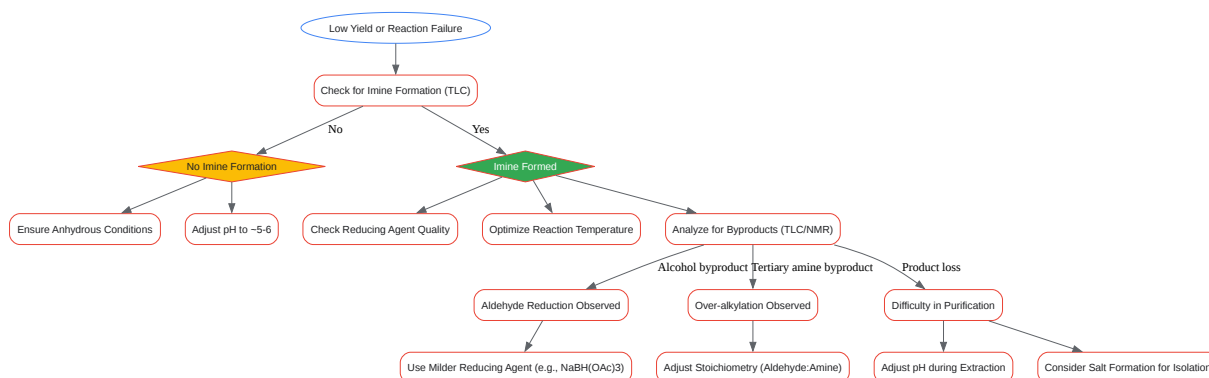 Low Yield or Reaction Failure
Check for Imine Formation (TLC)
No
Yes
No Imine Formation
Imine Formed
Ensure Anhydrous Conditions
Adjust pH to ~5-6
Check Reducing Agent Quality
Optimize Reaction Temperature
Analyze for Byproducts (TLC/NMR)
Alcohol byproduct
Tertiary amine byproduct
Product loss
Aldehyde Reduction Observed
Over-alkylation Observed
Difficulty in Purification
Use Milder Reducing Agent (e.g., NaBH(OAc)3)
Adjust Stoichiometry (Aldehyde:Amine)
Adjust pH during Extraction
Consider Salt Formation for Isolation